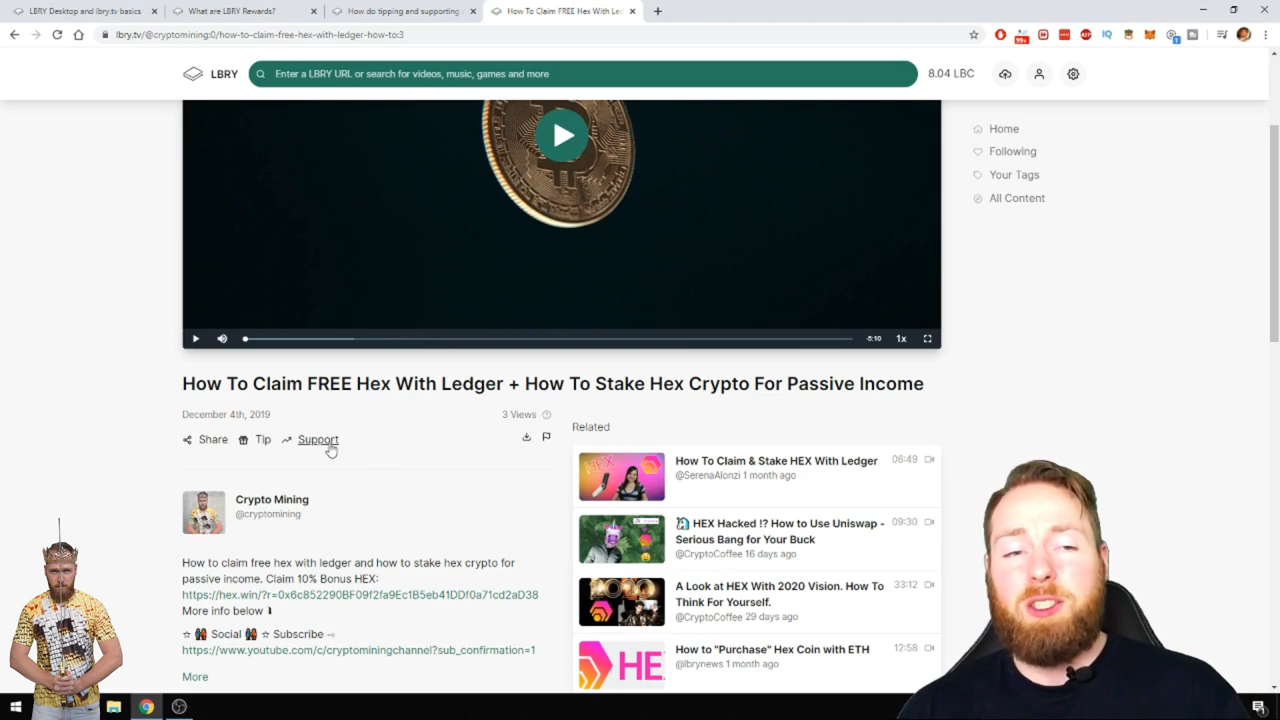 LBRY Desktop and lbry.tv basics
What are LBRY Rewards?
How do tipping and supporting
How To Claim FREE Hex With Led
lbry.tv/@cryptomining:0/how-to-claim-free-hex-with-ledger-how-to:3
LBRY
Enter a LBRY URL or search for videos, music, games and more
8.04 LBC
Home
Following
Your Tags
All Content
-5:10
1x
How To Claim FREE Hex With Ledger + How To Stake Hex Crypto For Passive Income
December 4th, 2019
3 Views
Share
Tip
Support
Crypto Mining
@cryptomining
How to claim free hex with ledger and how to stake hex crypto for
passive income. Claim 10% Bonus HEX:
https://hex.win/?r=0x6c852290BF09f2fa9Ec1B5eb41DDf0a71cd2aD38
More info below ⬇
☆ 👫 Social 👫 ☆ Subscribe ⇨
https://www.youtube.com/c/cryptominingchannel?sub_confirmation=1
More
Related
How To Claim & Stake HEX With Ledger
06:49
@SerenaAlonzi 1 month ago
HEX Hacked !? How to Use Uniswap -
09:30
Serious Bang for Your Buck
@CryptoCoffee 16 days ago
A Look at HEX With 2020 Vision. How To
33:12
Think For Yourself.
@CryptoCoffee 29 days ago
How to "Purchase" Hex Coin with ETH
12:58
@lbrynews 1 month ago
HEX
2020
HE